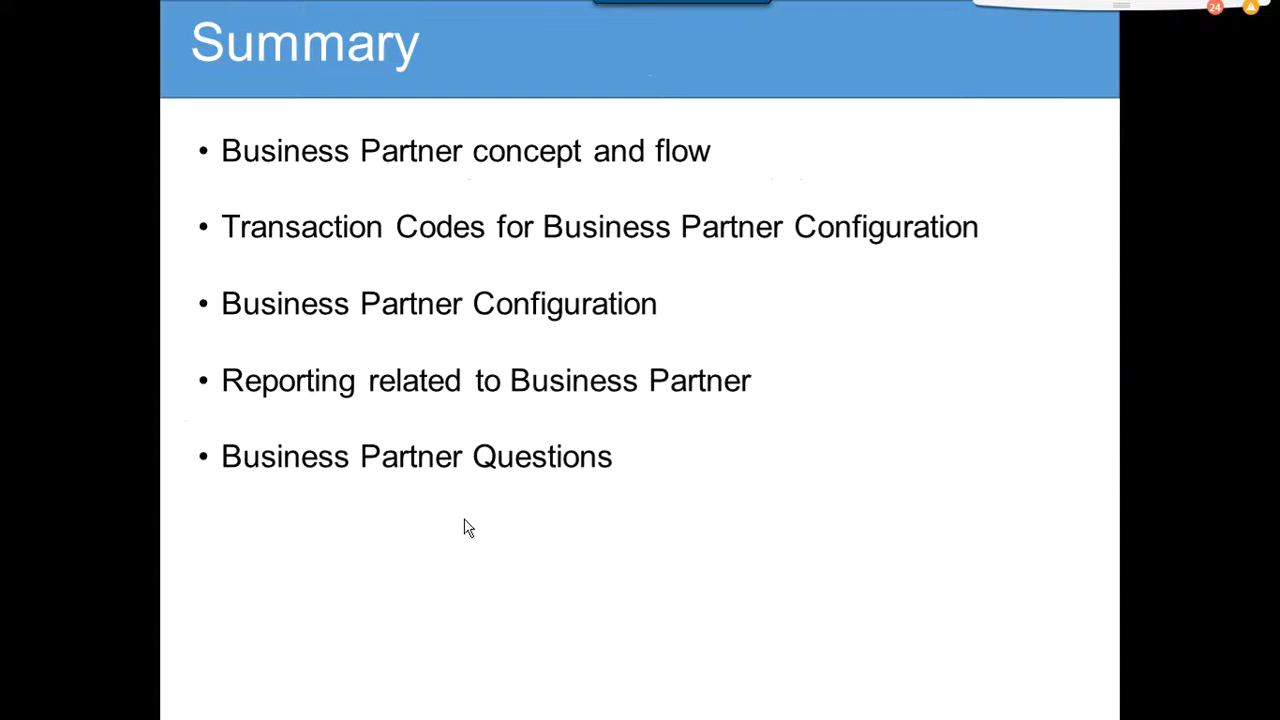 Summary
• Business Partner concept and flow
• Transaction Codes for Business Partner Configuration
• Business Partner Configuration
• Reporting related to Business Partner
• Business Partner Questions
24